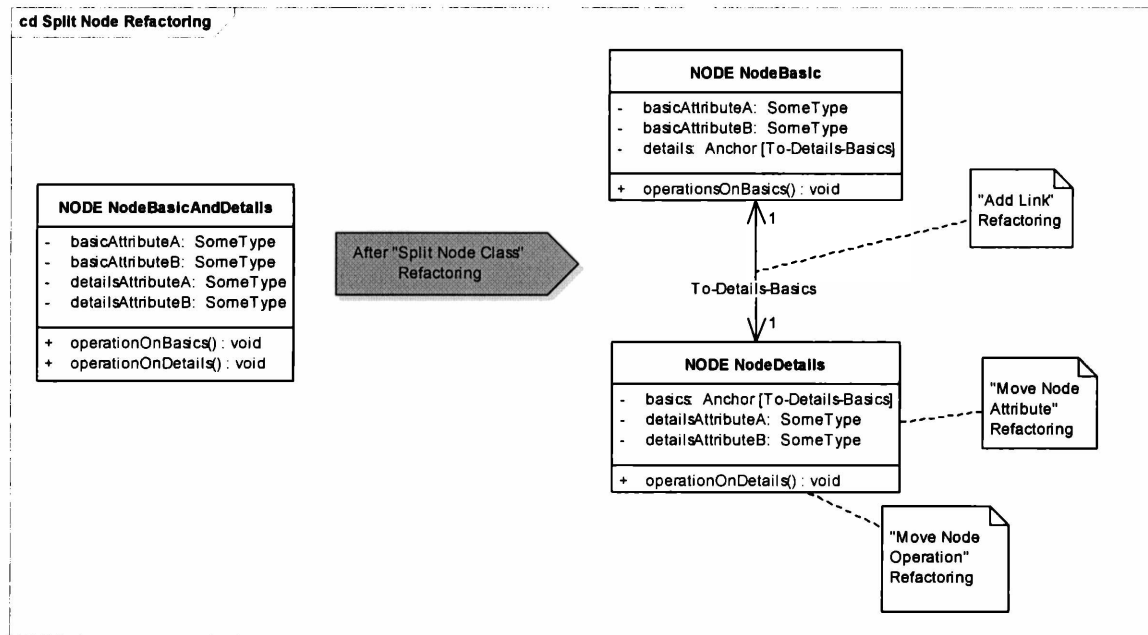 cd Split Node Refactoring
NODE NodeBasicAndDetails
- basicAttributeA: SomeType
- basicAttributeB: SomeType
- detailsAttributeA: SomeType
- detailsAttributeB: SomeType
+ operationOnBasics() : void
+ operationOnDetails() : void
After "Split Node Class"
Refactoring
NODE NodeBasic
- basicAttributeA: SomeType
- basicAttributeB: SomeType
- details: Anchor [To-Details-Basics]
+ operationsOnBasics() : void
1
"Add Link"
Refactoring
To-Details-Basics
1
NODE NodeDetails
- basics: Anchor [To-Details-Basics]
- detailsAttributeA: SomeType
- detailsAttributeB: SomeType
+ operationOnDetails() : void
"Move Node
Attribute"
Refactoring
"Move Node
Operation"
Refactoring